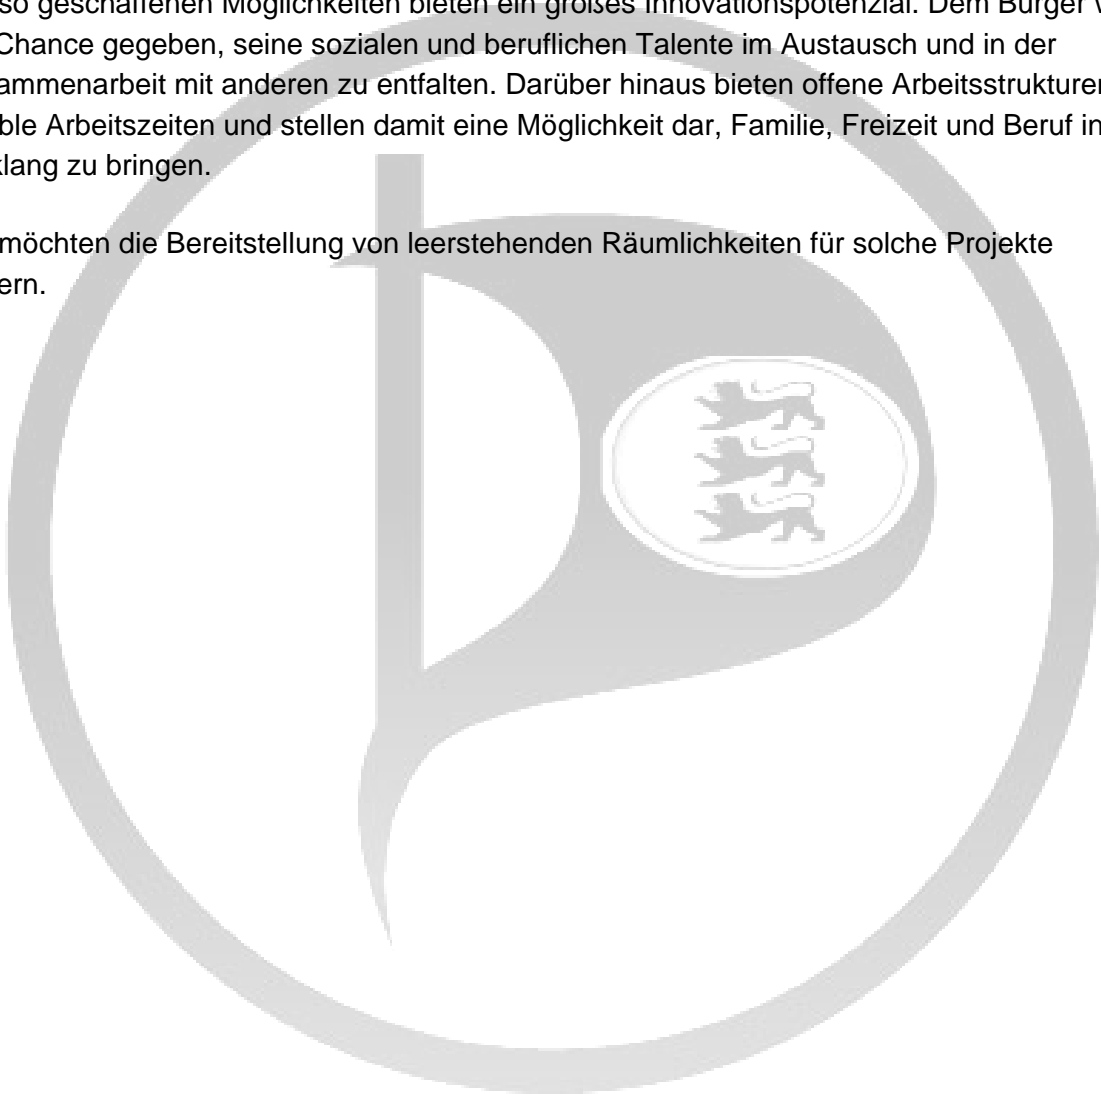 so geschaffenen Möglichkeiten bieten ein großes Innovationspotenzial. Dem Bürger w
Chance gegeben, seine sozialen und beruflichen Talente im Austausch und in der
ammenarbeit mit anderen zu entfalten. Darüber hinaus bieten offene Arbeitsstrukturen
ble Arbeitszeiten und stellen damit eine Möglichkeit dar, Familie, Freizeit und Beruf in
klang zu bringen.
möchten die Bereitstellung von leerstehenden Räumlichkeiten für solche Projekte
ern.